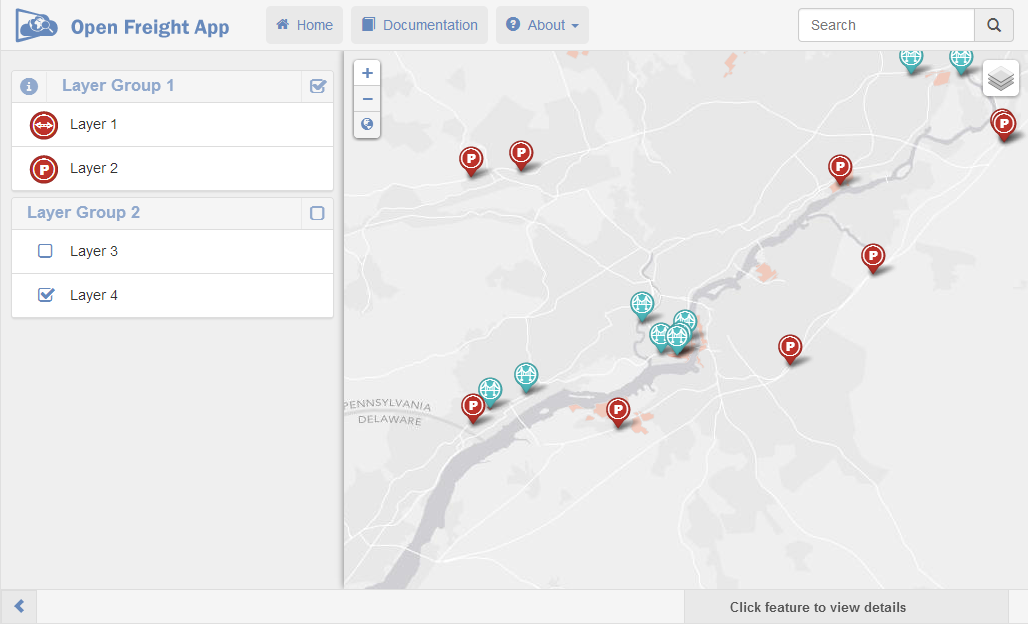 Open Freight App
Home
Documentation
About
Search
Layer Group 1
Layer 1
P
Layer 2
Layer Group 2
Layer 3
Layer 4
+
−
P
P
P
P
P
P
P
P
PENNSYLVANIA
DELAWARE
Click feature to view details